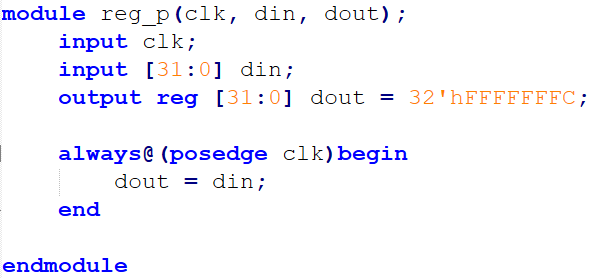 module reg_p(clk, din, dout);
    input clk;
    input [31:0] din;
    output reg [31:0] dout = 32'hFFFFFFFC;
    always@(posedge clk)begin
        dout = din;
    end
endmodule